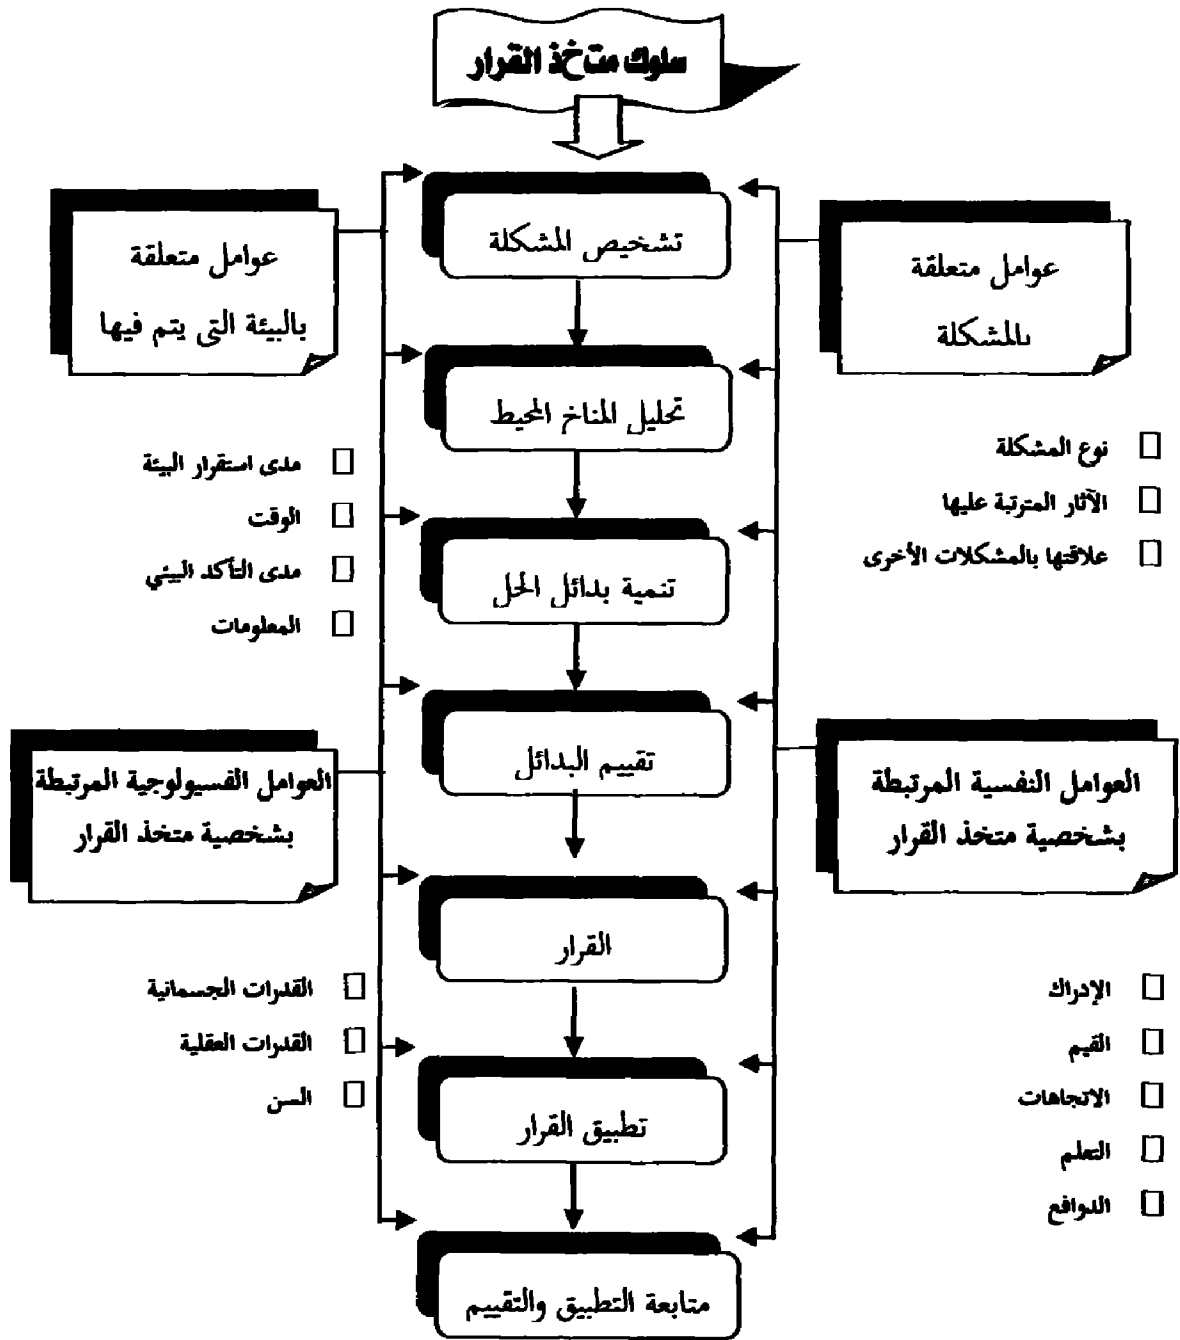 سلوك متخذ القرار
تشخيص المشكلة
تحليل المناخ المحيط
تنمية بدائل الحل
تقييم البدائل
القرار
تطبيق القرار
متابعة التطبيق والتقييم
عوامل متعلقة
بالمشكلة
نوع المشكلة
الآثار المترتبة عليها
علاقتها بالمشكلات الأخرى
العوامل النفسية المرتبطة
بشخصية متخذ القرار
الإدراك
القيم
الاتجاهات
التعلم
الدوافع
عوامل متعلقة
بالبيئة التى يتم فيها
مدى استقرار البيئة
الوقت
مدى التأكد البيئي
المعلومات
العوامل الفسيولوجية المرتبطة
بشخصية متخذ القرار
القدرات الجسمانية
القدرات العقلية
السن